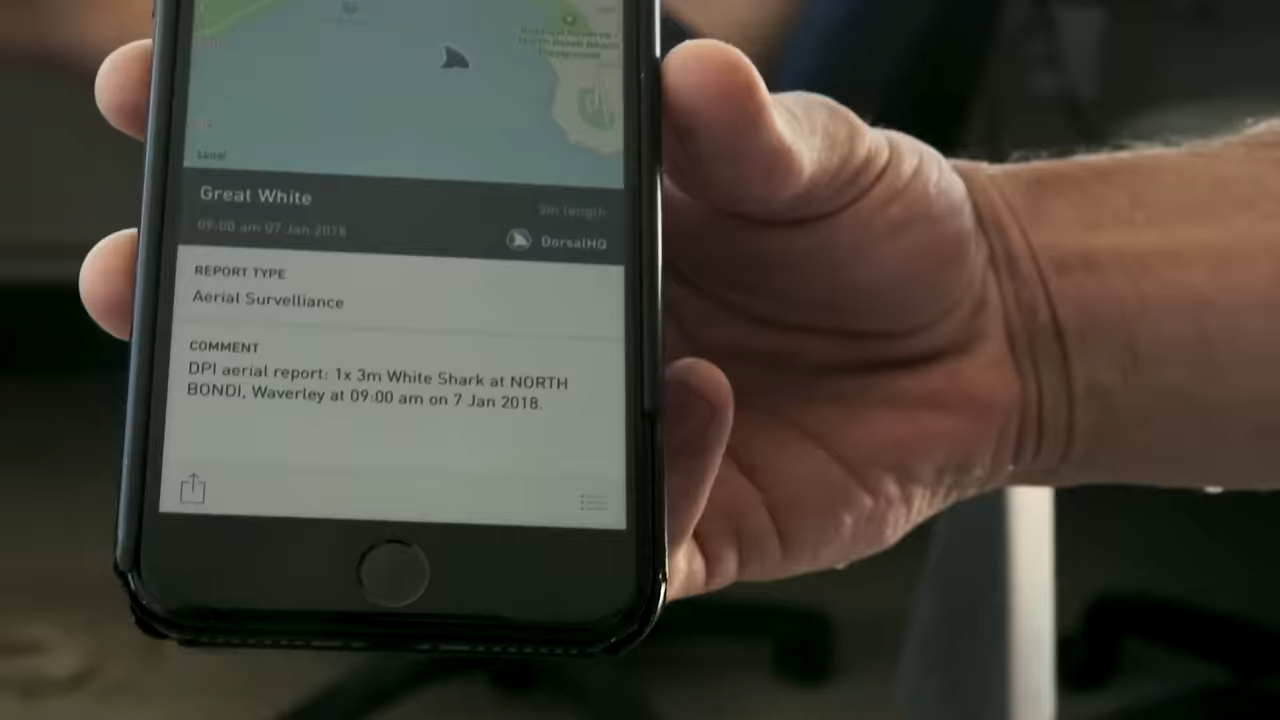 Local
Great White
3m length
09:00 am 07 Jan 2018
DorsalHQ
REPORT TYPE
Aerial Survelliance
COMMENT
DPI aerial report: 1x 3m White Shark at NORTH
BONDI, Waverley at 09:00 am on 7 Jan 2018.